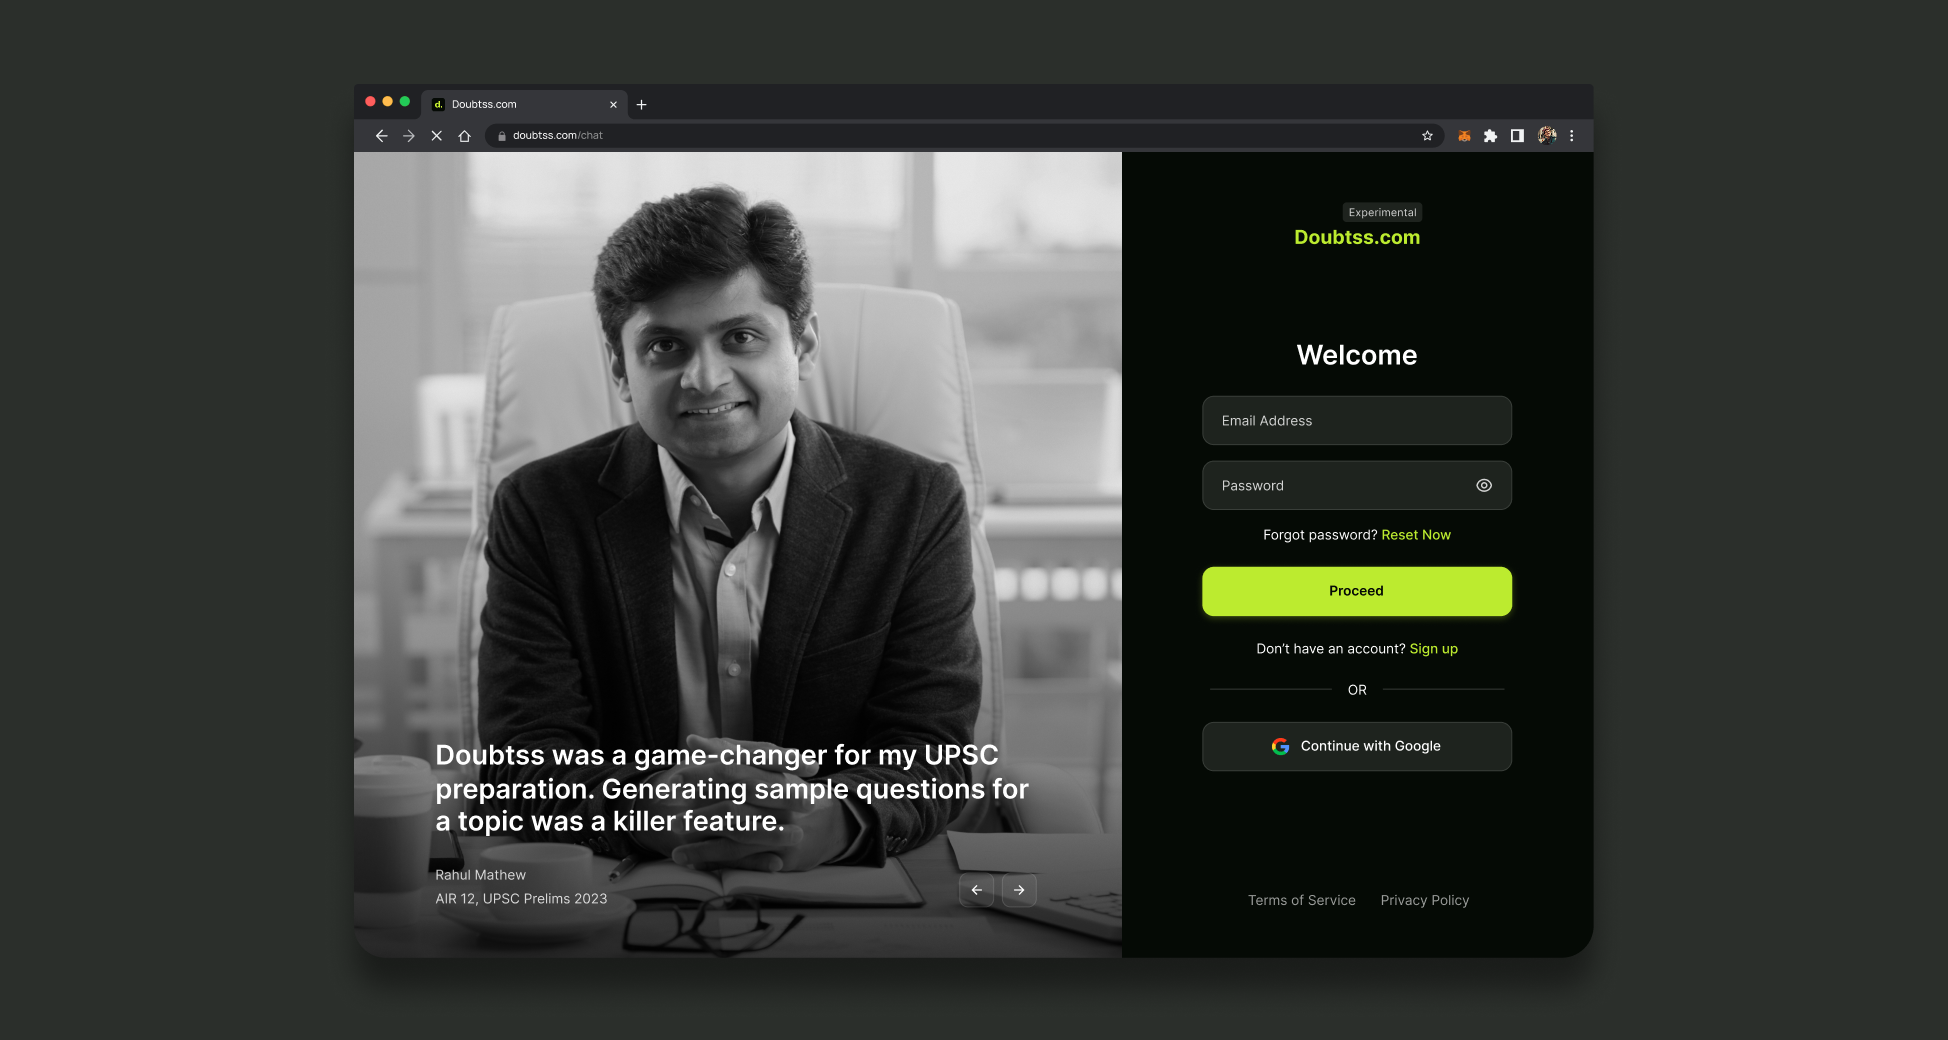 d. Doubtss.com
doubtss.com/chat
Doubtss was a game-changer for my UPSC
preparation. Generating sample questions for
a topic was a killer feature.
Rahul Mathew
AIR 12, UPSC Prelims 2023
Experimental
Doubtss.com
Welcome
Email Address
Password
Forgot password? Reset Now
Proceed
Don’t have an account? Sign up
OR
Continue with Google
Terms of Service Privacy Policy